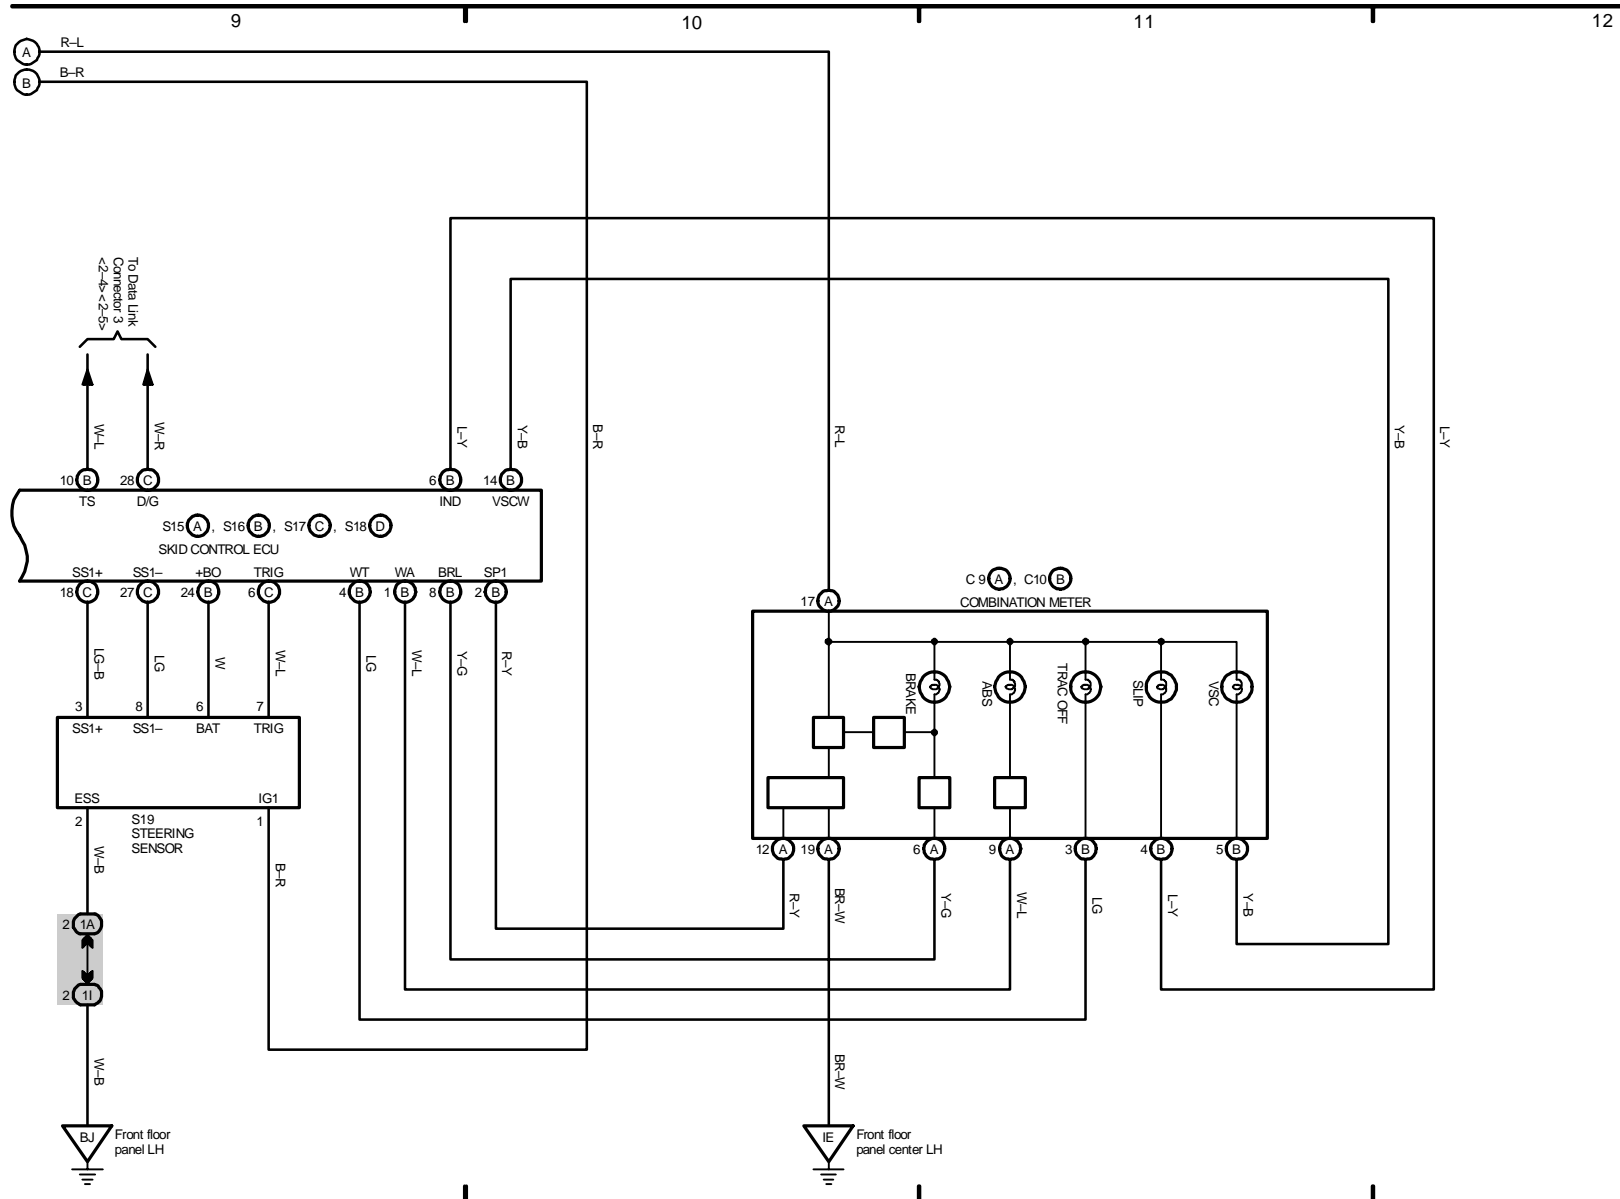 9 10 11 12
A R–L
B B–R
To Data Link
Connector 3
<2–4><2–5>
W–L W–R L–Y Y–B B–R R–L Y–B L–Y
10 B 28 C 6 B 14 B
TS D/G IND VSCW
S15 A , S16 B , S17 C , S18 D
SKID CONTROL ECU
SS1+ SS1– +BO TRIG WT WA BRL SP1
18 C 27 C 24 B 6 C 4 B 1 B 8 B 2 B
LG–B LG W W–L LG W–L Y–G R–Y
3 8 6 7
SS1+ SS1– BAT TRIG
ESS IG1
2 1
S19
STEERING
SENSOR
W–B B–R
2 1A
2 1I
W–B
BJ
Front floor
panel LH
C 9 A , C10 B
COMBINATION METER
17 A
BRAKE ABS TRAC OFF SLIP VSC
12 A 19 A 6 A 9 A 3 B 4 B 5 B
R–Y BR–W Y–G W–L LG L–Y Y–B
BR–W
IE
Front floor
panel center LH